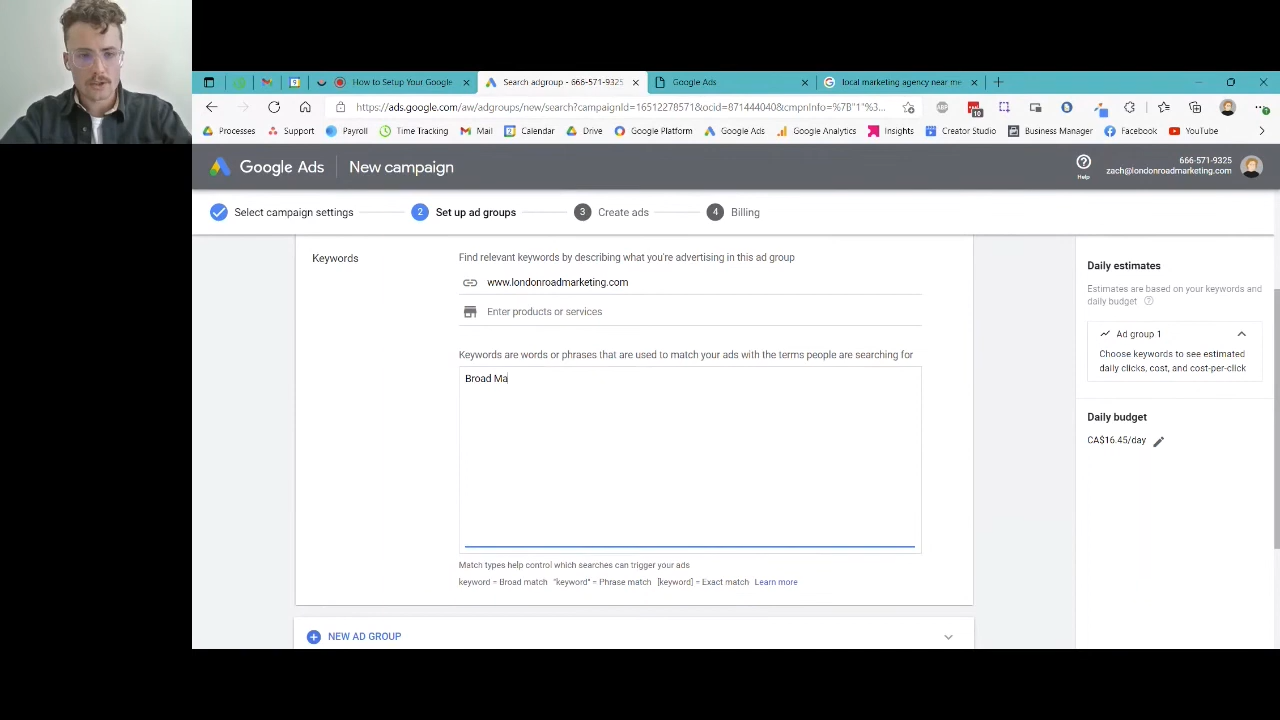 How to Setup Your Google
Search adgroup - 666-571-9325
Google Ads
local marketing agency near me
https://ads.google.com/aw/adgroups/new/search?campaignId=16512278571&ocid=871444040&cmpnInfo=%7B"1"%3...
Processes
Support
Payroll
Time Tracking
Mail
Calendar
Drive
Google Platform
Google Ads
Google Analytics
Insights
Creator Studio
Business Manager
Facebook
YouTube
Google Ads
New campaign
Help
666-571-9325
zach@londonroadmarketing.com
Select campaign settings
2 Set up ad groups
3 Create ads
4 Billing
Keywords
Find relevant keywords by describing what you're advertising in this ad group
www.londonroadmarketing.com
Enter products or services
Keywords are words or phrases that are used to match your ads with the terms people are searching for
Broad Ma
Match types help control which searches can trigger your ads
keyword = Broad match "keyword" = Phrase match [keyword] = Exact match Learn more
NEW AD GROUP
Daily estimates
Estimates are based on your keywords and
daily budget
Ad group 1
Choose keywords to see estimated
daily clicks, cost, and cost-per-click
Daily budget
CA$16.45/day